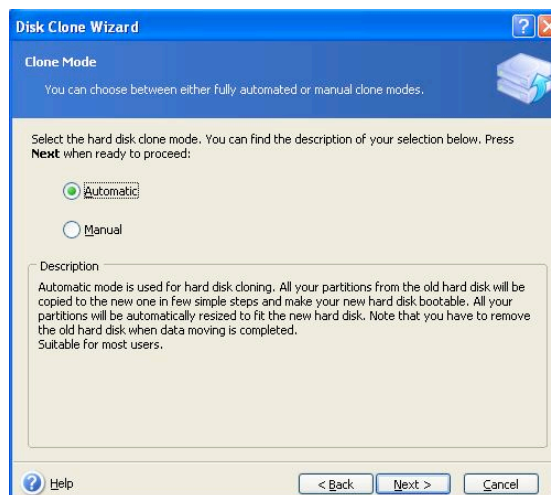 Disk Clone Wizard
Clone Mode
You can choose between either fully automated or manual clone modes.
Select the hard disk clone mode. You can find the description of your selection below. Press
Next when ready to proceed:
Automatic
Manual
Description
Automatic mode is used for hard disk cloning. All your partitions from the old hard disk will be
copied to the new one in few simple steps and make your new hard disk bootable. All your
partitions will be automatically resized to fit the new hard disk. Note that you have to remove
the old hard disk when data moving is completed.
Suitable for most users.
? Help
< Back
Next >
Cancel